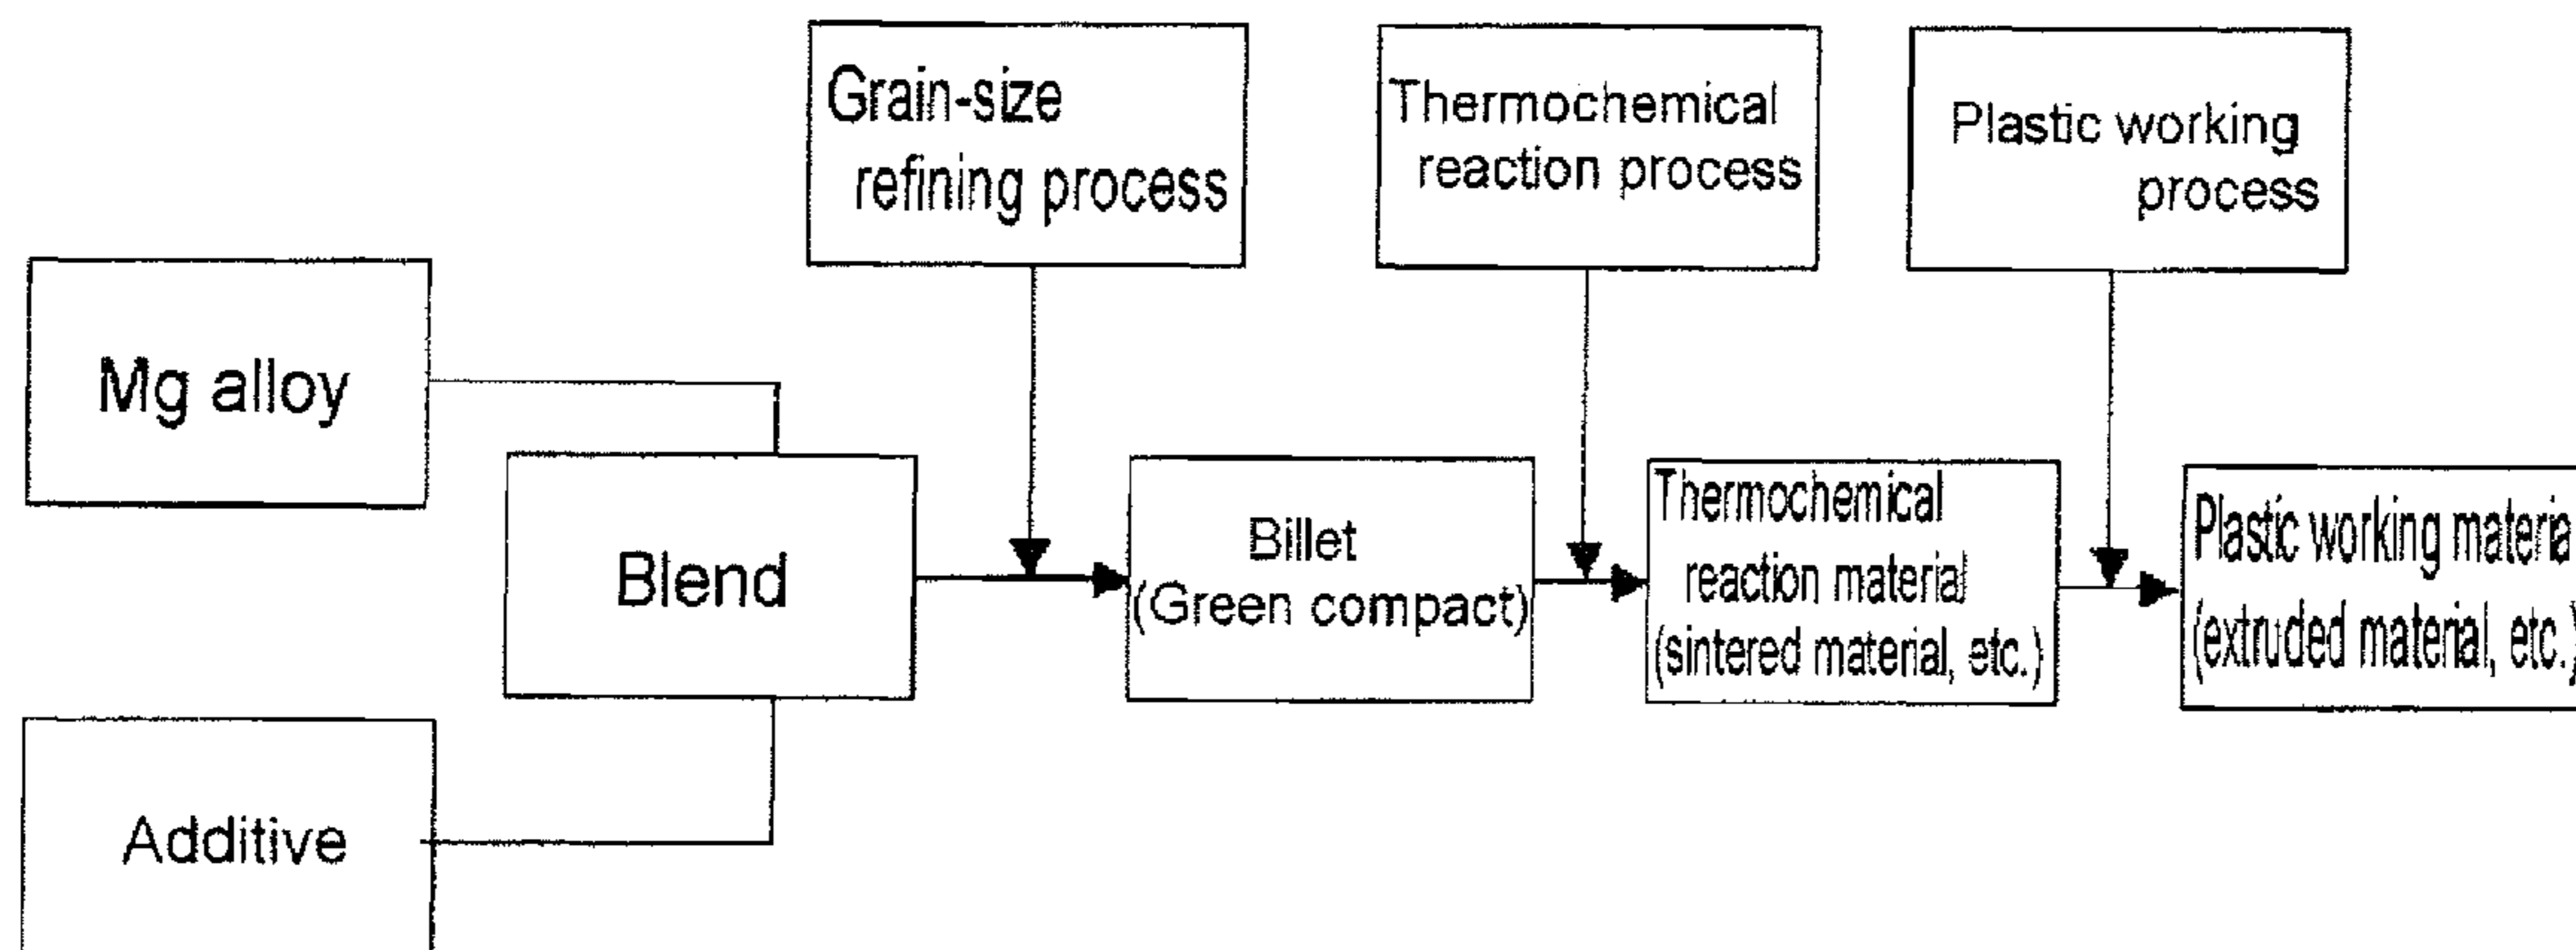 Grain-size
refining process
Thermochemical
reaction process
Plastic working
process
Mg alloy
Blend
Additive
Billet
(Green compact)
Thermochemical
reaction material
(sintered material, etc.)
Plastic working materia
(extruded material, etc.)